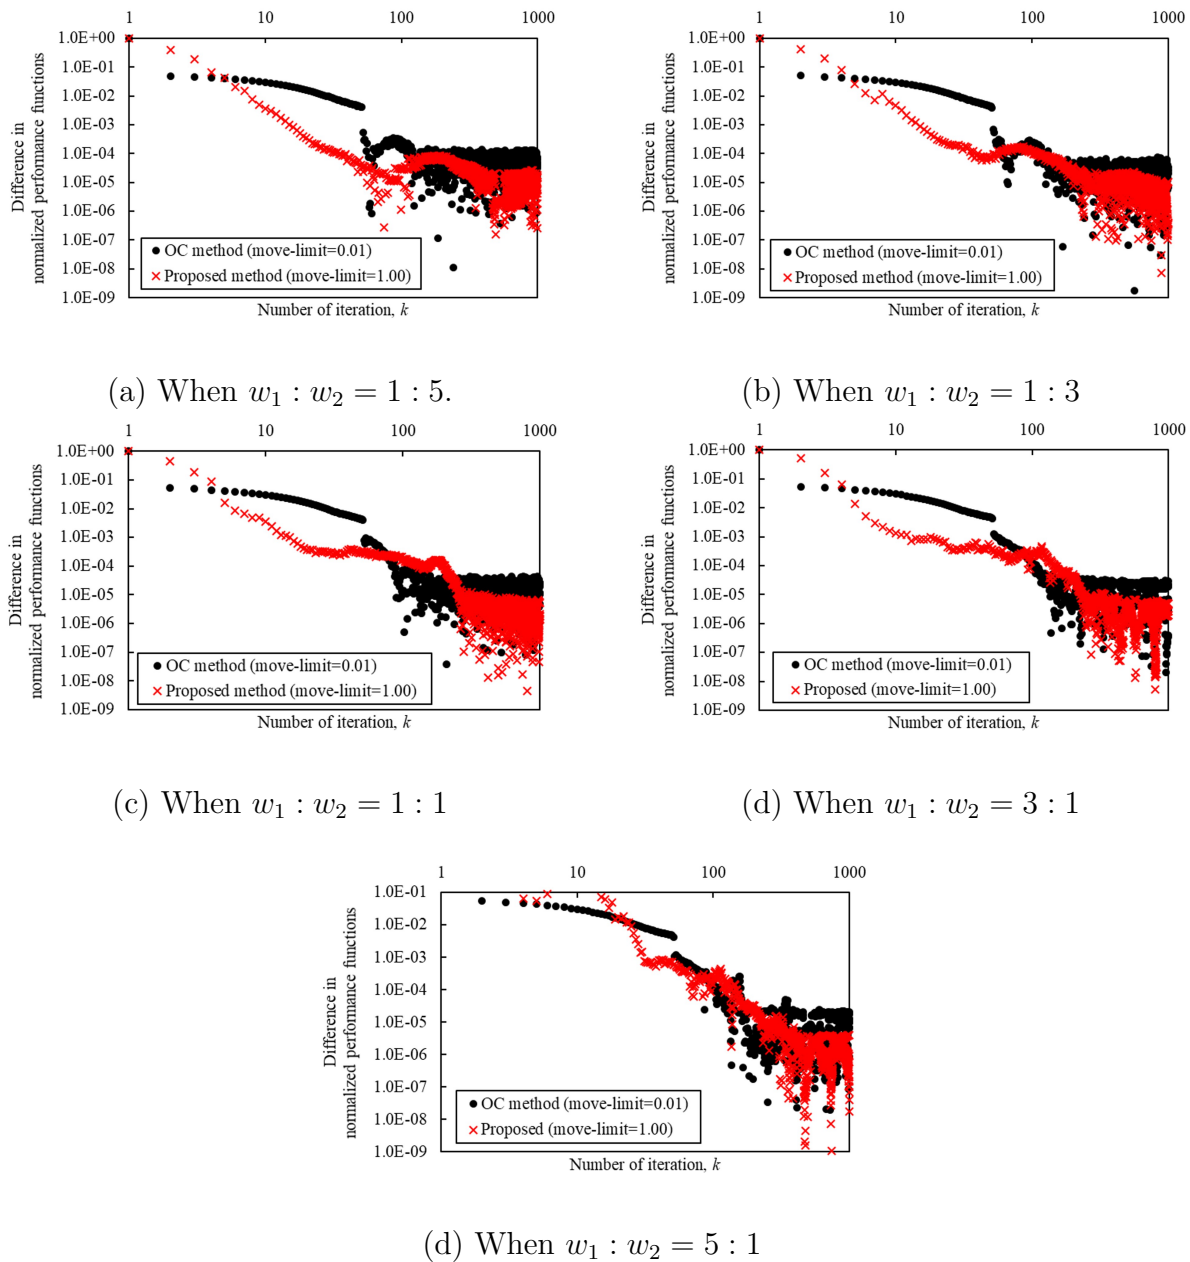 1 10 100 1000
1.0E+00
1.0E-01
1.0E-02
1.0E-03
1.0E-04
1.0E-05
1.0E-06
1.0E-07
1.0E-08
1.0E-09
Difference in
normalized performance functions
OC method (move-limit=0.01)
Proposed method (move-limit=1.00)
Number of iteration, k
(a) When w₁ : w₂ = 1 : 5.
1 10 100 1000
1.0E+00
1.0E-01
1.0E-02
1.0E-03
1.0E-04
1.0E-05
1.0E-06
1.0E-07
1.0E-08
1.0E-09
Difference in
normalized performance functions
OC method (move-limit=0.01)
Proposed method (move-limit=1.00)
Number of iteration, k
(b) When w₁ : w₂ = 1 : 3
1 10 100 1000
1.0E+00
1.0E-01
1.0E-02
1.0E-03
1.0E-04
1.0E-05
1.0E-06
1.0E-07
1.0E-08
1.0E-09
Difference in
normalized performance functions
OC method (move-limit=0.01)
Proposed method (move-limit=1.00)
Number of iteration, k
(c) When w₁ : w₂ = 1 : 1
1 10 100 1000
1.0E+00
1.0E-01
1.0E-02
1.0E-03
1.0E-04
1.0E-05
1.0E-06
1.0E-07
1.0E-08
1.0E-09
Difference in
normalized performance functions
OC method (move-limit=0.01)
Proposed (move-limit=1.00)
Number of iteration, k
(d) When w₁ : w₂ = 3 : 1
1 10 100 1000
1.0E-01
1.0E-02
1.0E-03
1.0E-04
1.0E-05
1.0E-06
1.0E-07
1.0E-08
1.0E-09
Difference in
normalized performance functions
OC method (move-limit=0.01)
Proposed (move-limit=1.00)
Number of iteration, k
(d) When w₁ : w₂ = 5 : 1